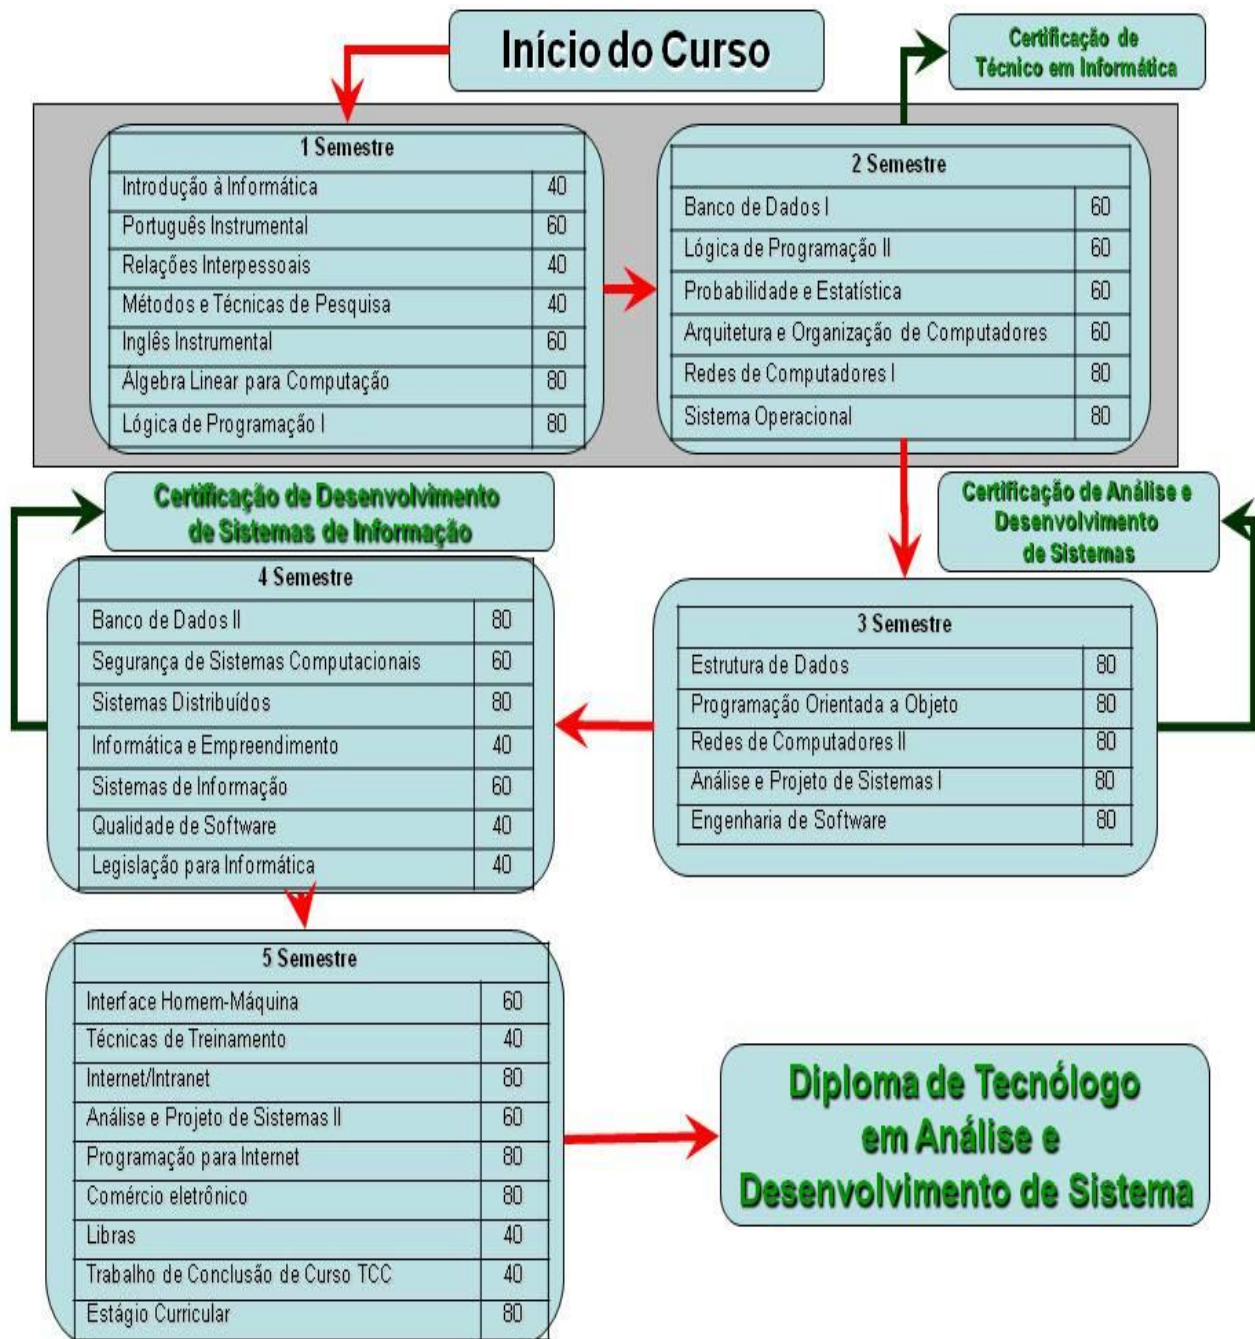 Início do Curso
Certificação de
Técnico em Informática
1 Semestre
Introdução à Informática 40
Português Instrumental 60
Relações Interpessoais 40
Métodos e Técnicas de Pesquisa 40
Inglês Instrumental 60
Álgebra Linear para Computação 80
Lógica de Programação I 80
2 Semestre
Banco de Dados I 60
Lógica de Programação II 60
Probabilidade e Estatística 60
Arquitetura e Organização de Computadores 60
Redes de Computadores I 80
Sistema Operacional 80
Certificação de Análise e
Desenvolvimento
de Sistemas
3 Semestre
Estrutura de Dados 80
Programação Orientada a Objeto 80
Redes de Computadores II 80
Análise e Projeto de Sistemas I 80
Engenharia de Software 80
Certificação de Desenvolvimento
de Sistemas de Informação
4 Semestre
Banco de Dados II 80
Segurança de Sistemas Computacionais 60
Sistemas Distribuídos 80
Informática e Empreendimento 40
Sistemas de Informação 60
Qualidade de Software 40
Legislação para Informática 40
5 Semestre
Interface Homem-Máquina 60
Técnicas de Treinamento 40
Internet/Intranet 80
Análise e Projeto de Sistemas II 60
Programação para Internet 80
Comércio eletrônico 80
Libras 40
Trabalho de Conclusão de Curso TCC 40
Estágio Curricular 80
Diploma de Tecnólogo
em Análise e
Desenvolvimento de Sistema